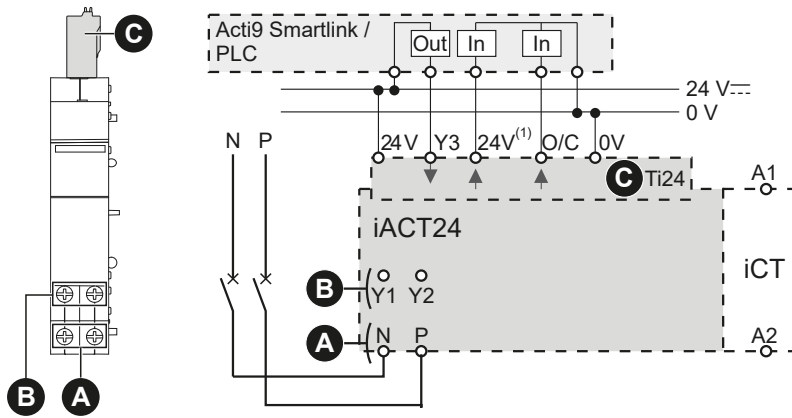 C
Acti9 Smartlink /
PLC
Out In In
24 V⎓
0 V
N P
24V Y3 24V(1) O/C 0V
C Ti24
A1
iACT24
iCT
B Y1 Y2
A N P
A2
B A